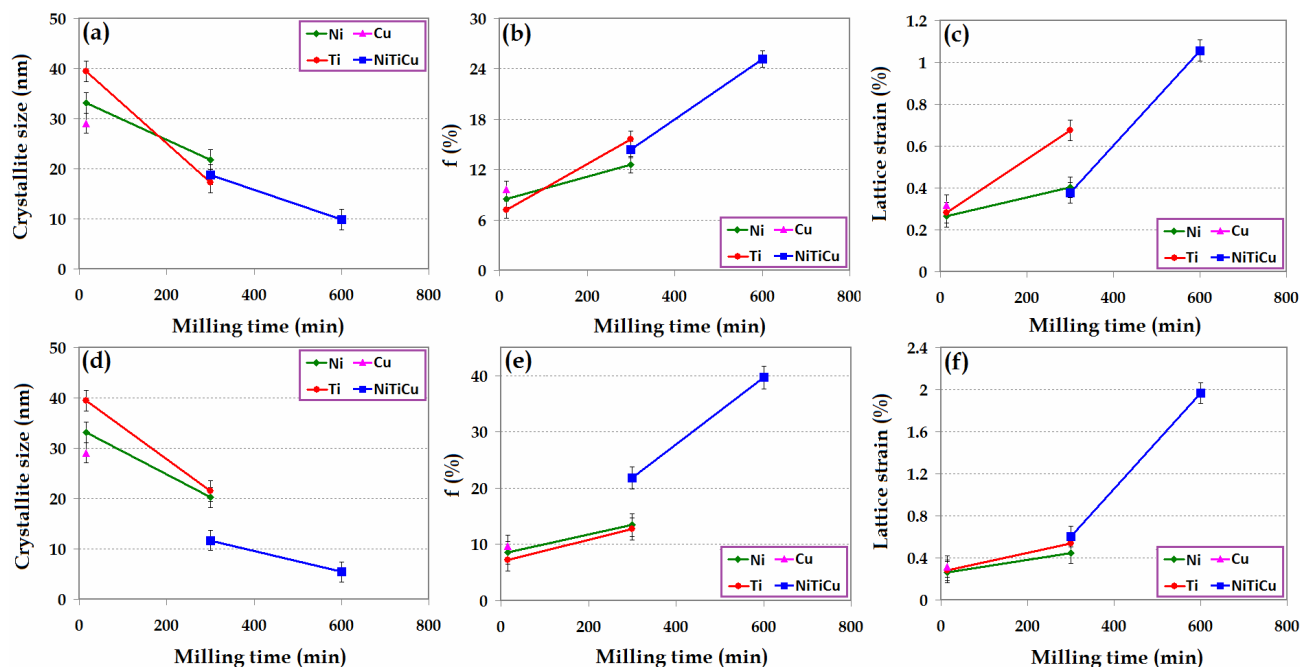 (a)
Crystallite size (nm)
50
40
30
20
10
0
0 200 400 600 800
Milling time (min)
Ni Cu
Ti NiTiCu
(b)
f (%)
30
24
18
12
6
0
0 200 400 600 800
Milling time (min)
Ni Cu
Ti NiTiCu
(c)
Lattice strain (%)
1.2
1
0.8
0.6
0.4
0.2
0
0 200 400 600 800
Milling time (min)
Ni Cu
Ti NiTiCu
(d)
Crystallite size (nm)
50
40
30
20
10
0
0 200 400 600 800
Milling time (min)
Ni Cu
Ti NiTiCu
(e)
f (%)
40
30
20
10
0
0 200 400 600 800
Milling time (min)
Ni Cu
Ti NiTiCu
(f)
Lattice strain (%)
2.4
2
1.6
1.2
0.8
0.4
0
0 200 400 600 800
Milling time (min)
Ni Cu
Ti NiTiCu